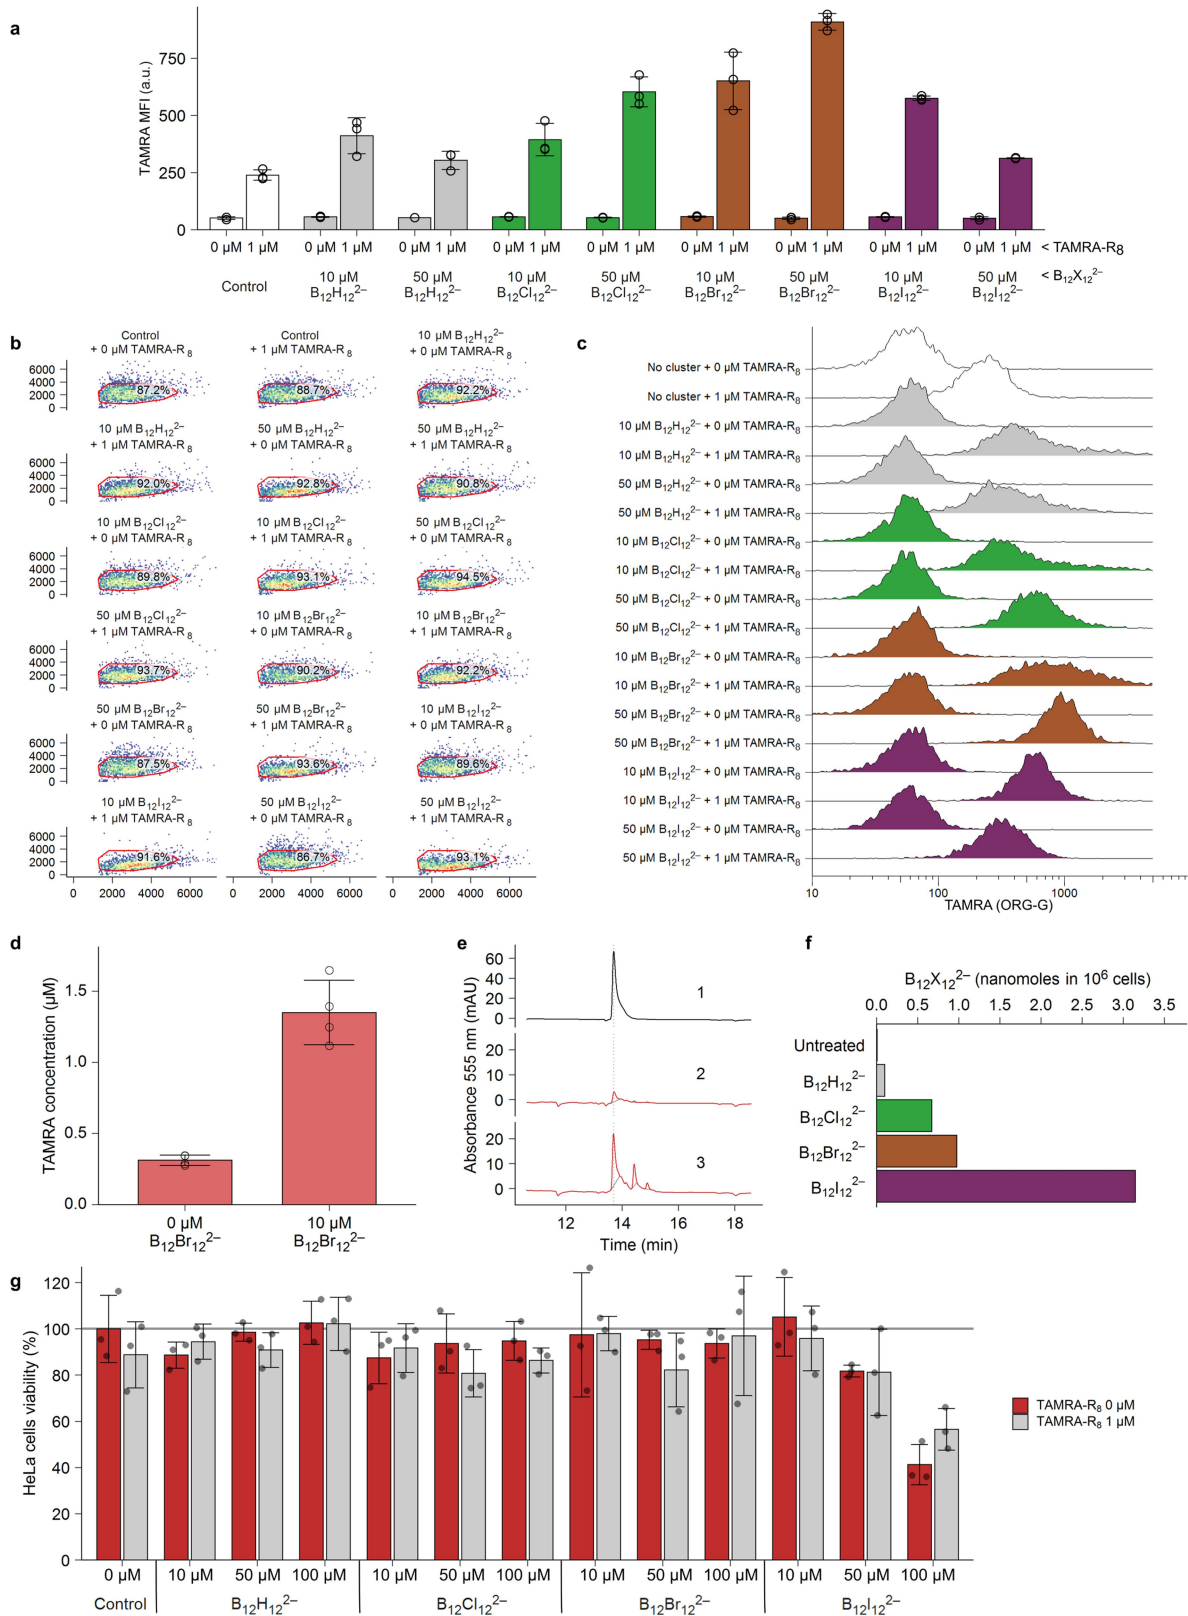 a
TAMRA MFI (a.u.)
750
500
250
0
0 µM 1 µM 0 µM 1 µM 0 µM 1 µM 0 µM 1 µM 0 µM 1 µM 0 µM 1 µM 0 µM 1 µM 0 µM 1 µM 0 µM 1 µM < TAMRA-R₈
Control
10 µM B₁₂H₁₂²⁻
50 µM B₁₂H₁₂²⁻
10 µM B₁₂Cl₁₂²⁻
50 µM B₁₂Cl₁₂²⁻
10 µM B₁₂Br₁₂²⁻
50 µM B₁₂Br₁₂²⁻
10 µM B₁₂I₁₂²⁻
50 µM B₁₂I₁₂²⁻
< B₁₂X₁₂²⁻
b
Control
+ 0 µM TAMRA-R₈
Control
+ 1 µM TAMRA-R₈
10 µM B₁₂H₁₂²⁻
+ 0 µM TAMRA-R₈
6000
4000
2000
0
87.2%
88.7%
92.2%
10 µM B₁₂H₁₂²⁻
+ 1 µM TAMRA-R₈
50 µM B₁₂H₁₂²⁻
+ 0 µM TAMRA-R₈
50 µM B₁₂H₁₂²⁻
+ 1 µM TAMRA-R₈
6000
4000
2000
0
92.0%
92.8%
90.8%
10 µM B₁₂Cl₁₂²⁻
+ 0 µM TAMRA-R₈
10 µM B₁₂Cl₁₂²⁻
+ 1 µM TAMRA-R₈
50 µM B₁₂Cl₁₂²⁻
+ 0 µM TAMRA-R₈
6000
4000
2000
0
89.8%
93.1%
94.5%
50 µM B₁₂Cl₁₂²⁻
+ 1 µM TAMRA-R₈
10 µM B₁₂Br₁₂²⁻
+ 0 µM TAMRA-R₈
10 µM B₁₂Br₁₂²⁻
+ 1 µM TAMRA-R₈
6000
4000
2000
0
93.7%
90.2%
92.2%
50 µM B₁₂Br₁₂²⁻
+ 0 µM TAMRA-R₈
50 µM B₁₂Br₁₂²⁻
+ 1 µM TAMRA-R₈
10 µM B₁₂I₁₂²⁻
+ 0 µM TAMRA-R₈
6000
4000
2000
0
87.5%
93.6%
89.6%
10 µM B₁₂I₁₂²⁻
+ 1 µM TAMRA-R₈
50 µM B₁₂I₁₂²⁻
+ 0 µM TAMRA-R₈
50 µM B₁₂I₁₂²⁻
+ 1 µM TAMRA-R₈
6000
4000
2000
0
91.6%
86.7%
93.1%
0 2000 4000 6000 0 2000 4000 6000 0 2000 4000 6000
c
No cluster + 0 µM TAMRA-R₈
No cluster + 1 µM TAMRA-R₈
10 µM B₁₂H₁₂²⁻ + 0 µM TAMRA-R₈
10 µM B₁₂H₁₂²⁻ + 1 µM TAMRA-R₈
50 µM B₁₂H₁₂²⁻ + 0 µM TAMRA-R₈
50 µM B₁₂H₁₂²⁻ + 1 µM TAMRA-R₈
10 µM B₁₂Cl₁₂²⁻ + 0 µM TAMRA-R₈
10 µM B₁₂Cl₁₂²⁻ + 1 µM TAMRA-R₈
50 µM B₁₂Cl₁₂²⁻ + 0 µM TAMRA-R₈
50 µM B₁₂Cl₁₂²⁻ + 1 µM TAMRA-R₈
10 µM B₁₂Br₁₂²⁻ + 0 µM TAMRA-R₈
10 µM B₁₂Br₁₂²⁻ + 1 µM TAMRA-R₈
50 µM B₁₂Br₁₂²⁻ + 0 µM TAMRA-R₈
50 µM B₁₂Br₁₂²⁻ + 1 µM TAMRA-R₈
10 µM B₁₂I₁₂²⁻ + 0 µM TAMRA-R₈
10 µM B₁₂I₁₂²⁻ + 1 µM TAMRA-R₈
50 µM B₁₂I₁₂²⁻ + 0 µM TAMRA-R₈
50 µM B₁₂I₁₂²⁻ + 1 µM TAMRA-R₈
10 100 1000
TAMRA (ORG-G)
d
TAMRA concentration (µM)
1.5
1.0
0.5
0.0
0 µM B₁₂Br₁₂²⁻
10 µM B₁₂Br₁₂²⁻
e
Absorbance 555 nm (mAU)
60
40
20
0
1
20
10
0
2
20
10
0
3
12 14 16 18
Time (min)
f
B₁₂X₁₂²⁻ (nanomoles in 10⁶ cells)
0.0 0.5 1.0 1.5 2.0 2.5 3.0 3.5
Untreated
B₁₂H₁₂²⁻
B₁₂Cl₁₂²⁻
B₁₂Br₁₂²⁻
B₁₂I₁₂²⁻
g
HeLa cells viability (%)
120
100
80
60
40
20
0
TAMRA-R₈ 0 µM
TAMRA-R₈ 1 µM
0 µM 10 µM 50 µM 100 µM 10 µM 50 µM 100 µM 10 µM 50 µM 100 µM 10 µM 50 µM 100 µM
Control B₁₂H₁₂²⁻ B₁₂Cl₁₂²⁻ B₁₂Br₁₂²⁻ B₁₂I₁₂²⁻